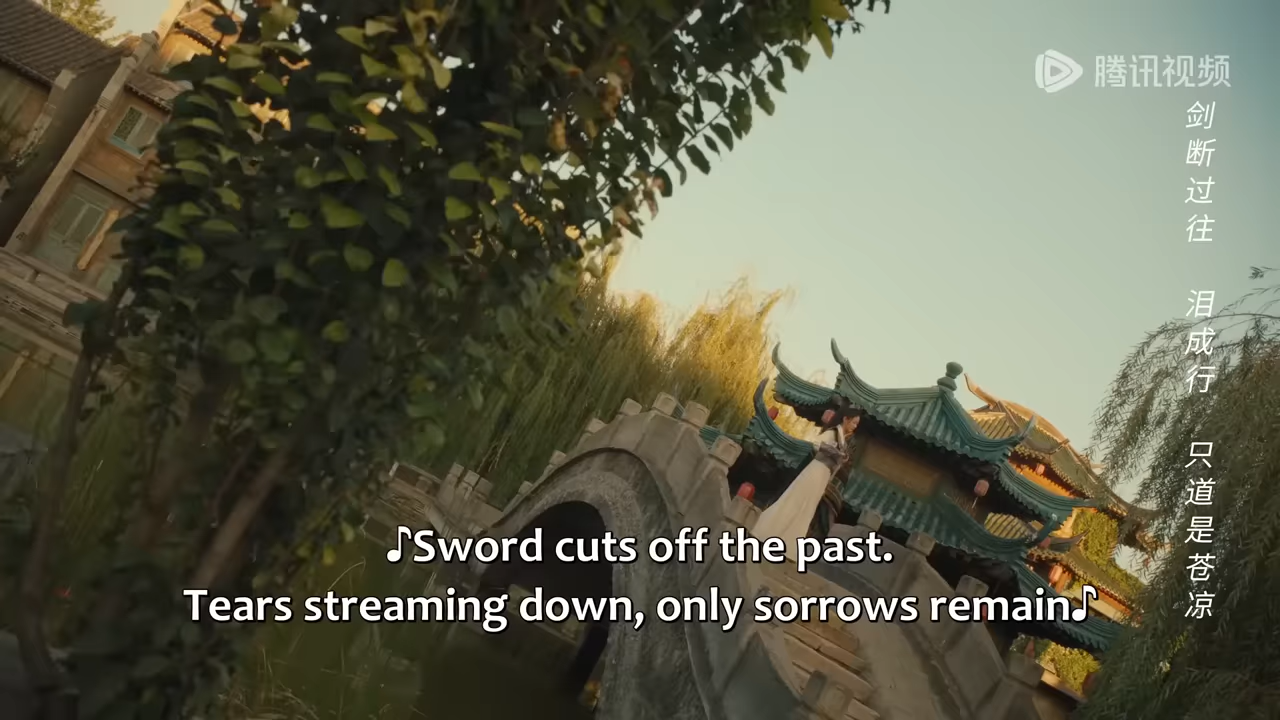 腾讯视频
剑断过往 泪成行 只道是苍凉
♪Sword cuts off the past.
Tears streaming down, only sorrows remain♪